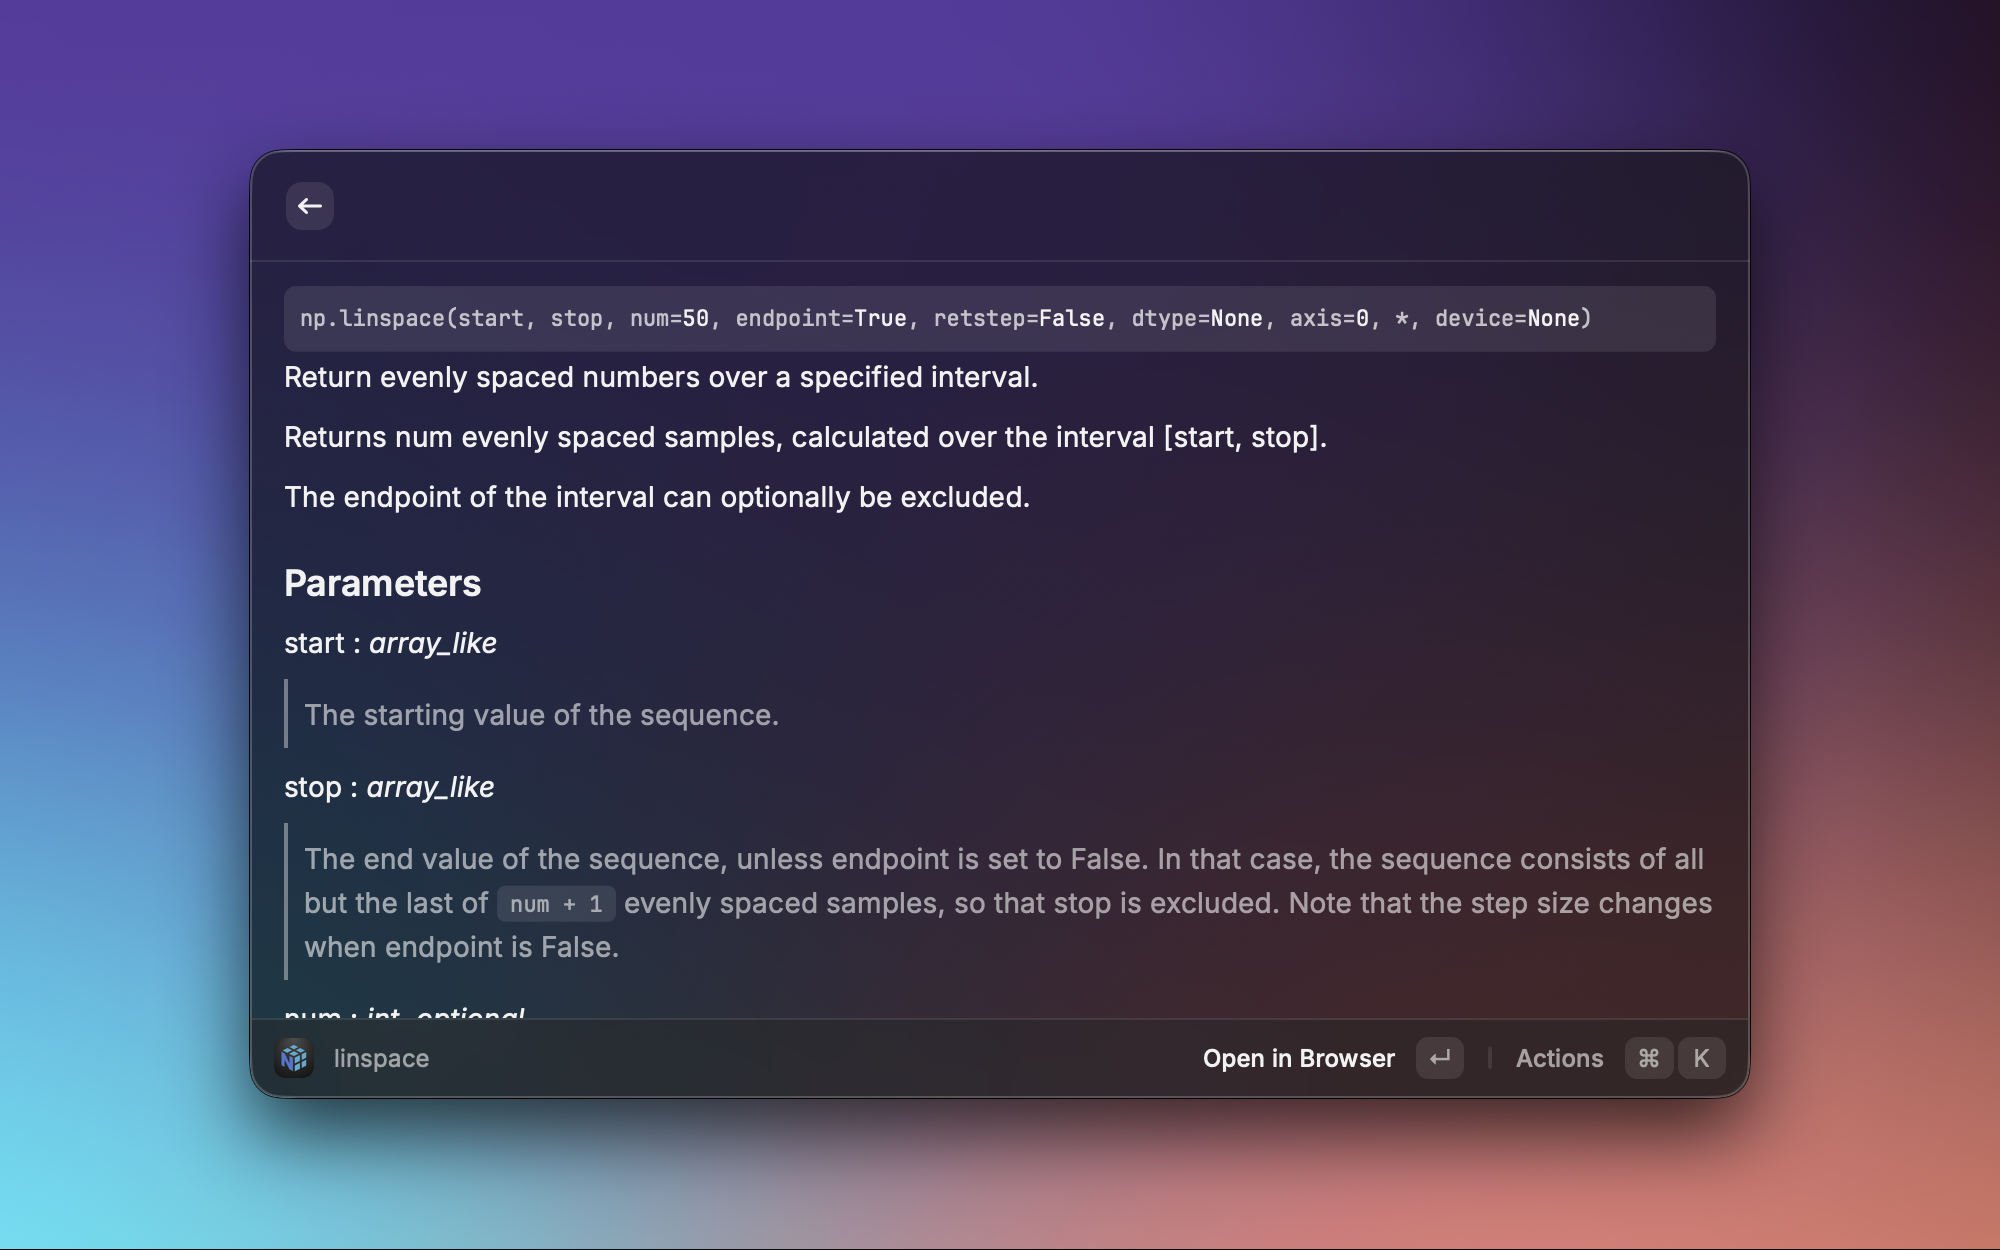 np.linspace(start, stop, num=50, endpoint=True, retstep=False, dtype=None, axis=0, *, device=None)
Return evenly spaced numbers over a specified interval.
Returns num evenly spaced samples, calculated over the interval [start, stop].
The endpoint of the interval can optionally be excluded.
Parameters
start : array_like
The starting value of the sequence.
stop : array_like
The end value of the sequence, unless endpoint is set to False. In that case, the sequence consists of all
but the last of num + 1 evenly spaced samples, so that stop is excluded. Note that the step size changes
when endpoint is False.
num : int, optional
linspace
Open in Browser ↵ | Actions ⌘ K